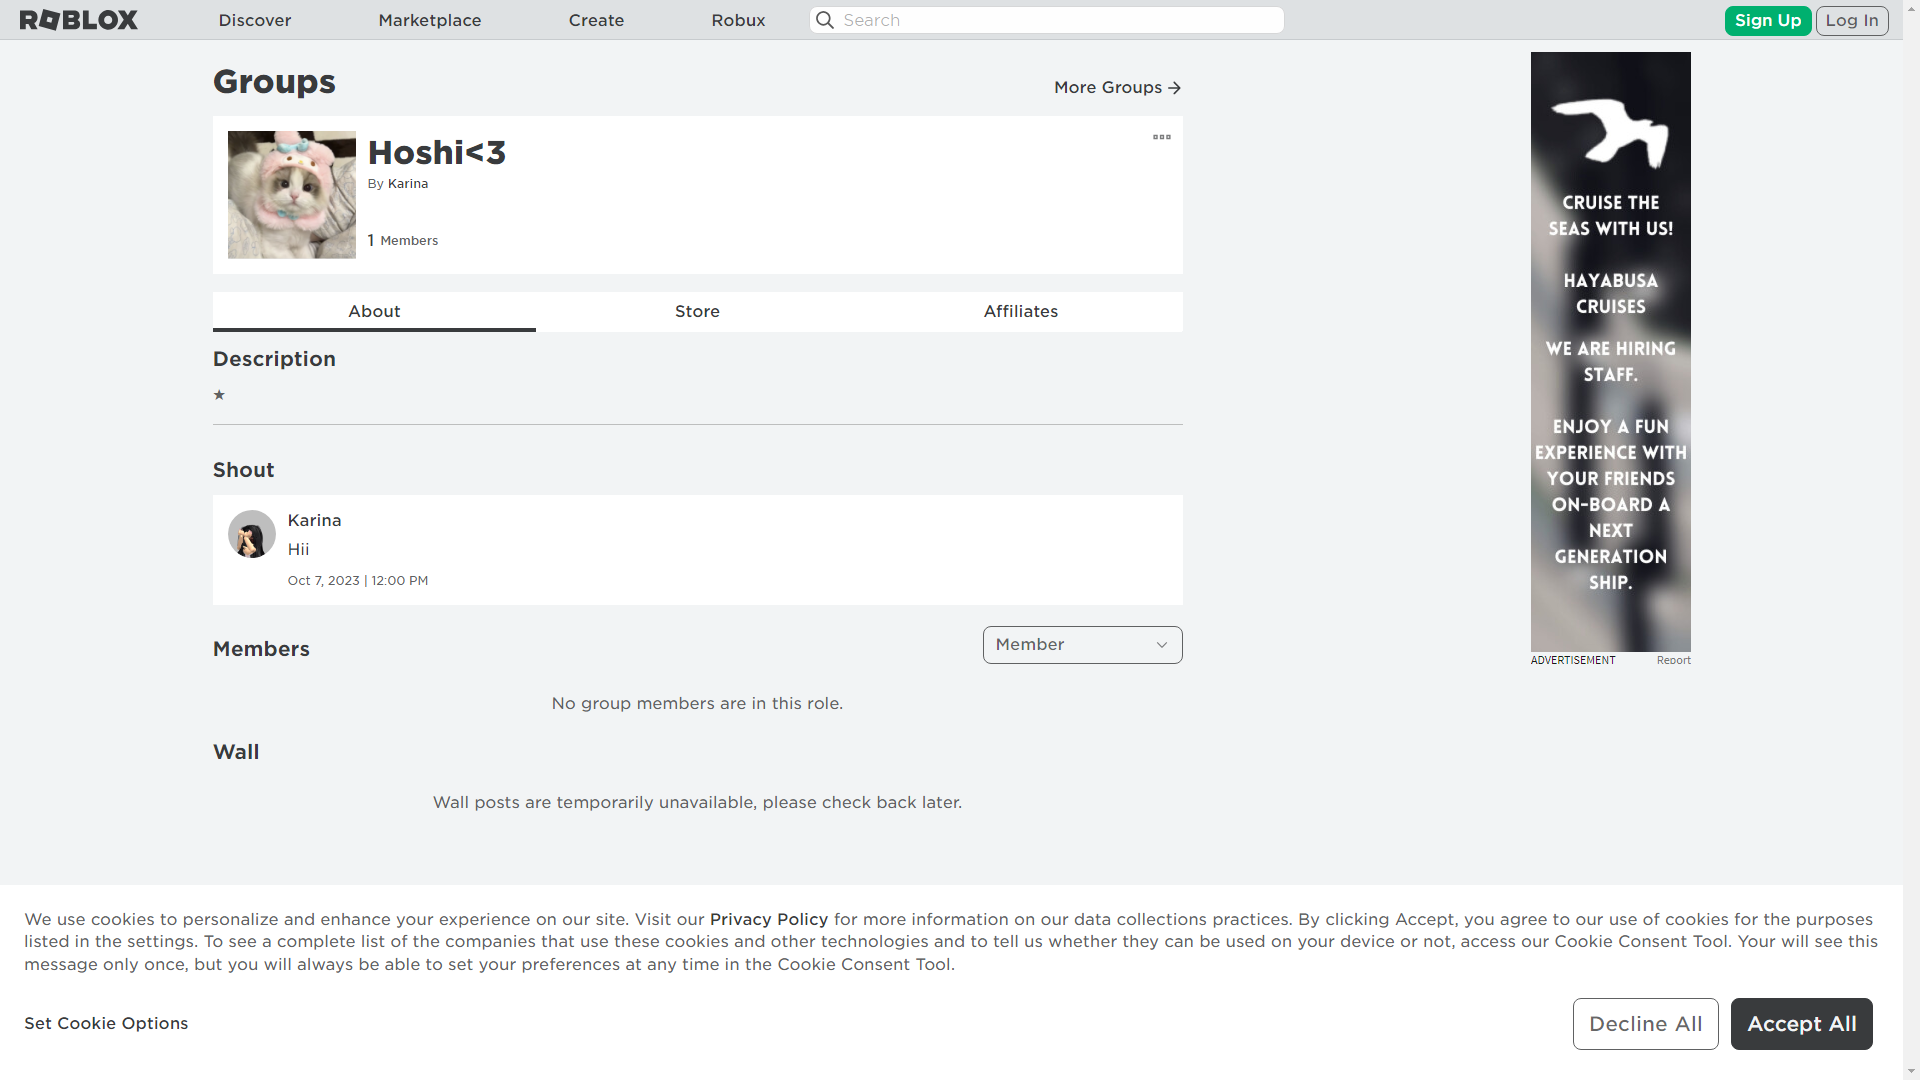 ROBLOX
Discover
Marketplace
Create
Robux
Search
Sign Up
Log In
Groups
More Groups
Hoshi<3
By Karina
1 Members
About
Store
Affiliates
Description
★
Shout
Karina
Hii
Oct 7, 2023 | 12:00 PM
Members
Member
No group members are in this role.
Wall
Wall posts are temporarily unavailable, please check back later.
CRUISE THE
SEAS WITH US!
HAYABUSA
CRUISES
WE ARE HIRING
STAFF.
ENJOY A FUN
EXPERIENCE WITH
YOUR FRIENDS
ON-BOARD A
NEXT
GENERATION
SHIP.
ADVERTISEMENT
Report
We use cookies to personalize and enhance your experience on our site. Visit our Privacy Policy for more information on our data collections practices. By clicking Accept, you agree to our use of cookies for the purposes
listed in the settings. To see a complete list of the companies that use these cookies and other technologies and to tell us whether they can be used on your device or not, access our Cookie Consent Tool. Your will see this
message only once, but you will always be able to set your preferences at any time in the Cookie Consent Tool.
Set Cookie Options
Decline All
Accept All